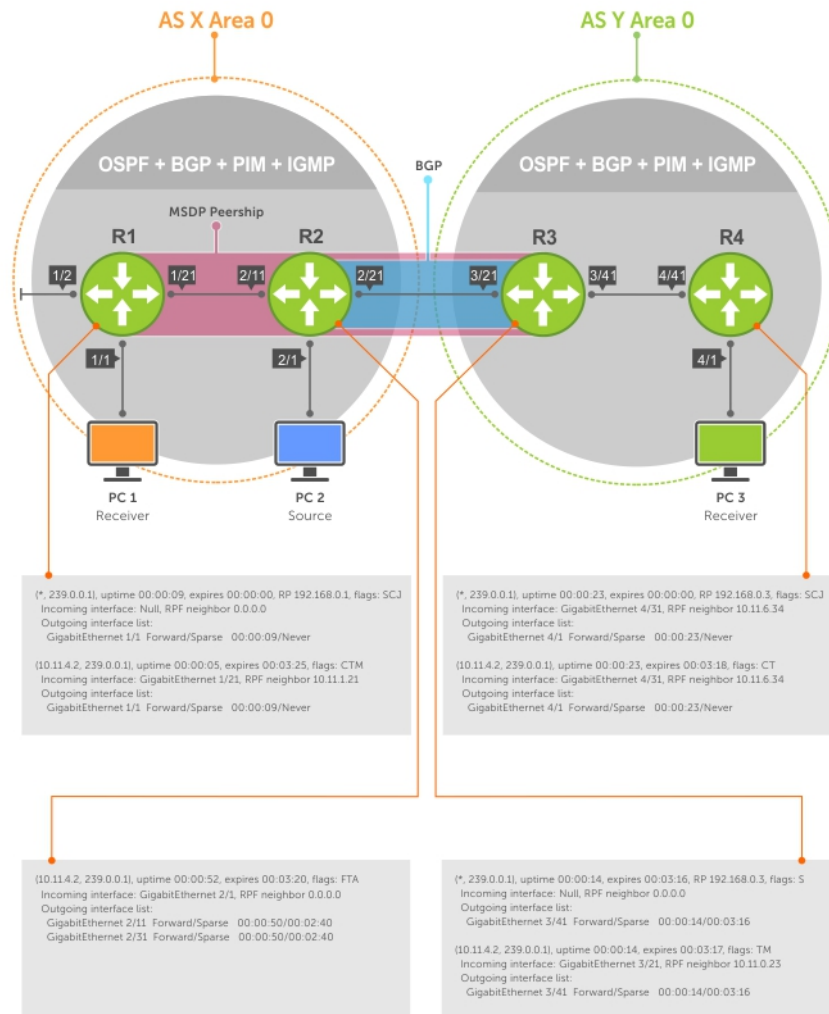 AS X Area 0
AS Y Area 0
OSPF + BGP + PIM + IGMP
BGP
OSPF + BGP + PIM + IGMP
MSDP Peership
R1
R2
R3
R4
1/2
1/21
2/11
2/21
3/21
3/41
4/41
1/1
2/1
4/1
PC 1
Receiver
PC 2
Source
PC 3
Receiver
(*, 239.0.0.1), uptime 00:00:09, expires 00:00:00, RP 192.168.0.1, flags: SCJ
Incoming interface: Null, RPF neighbor 0.0.0.0
Outgoing interface list:
GigabitEthernet 1/1 Forward/Sparse 00:00:09/Never
(10.11.4.2, 239.0.0.1), uptime 00:00:05, expires 00:03:25, flags: CTM
Incoming interface: GigabitEthernet 1/21, RPF neighbor 10.11.1.21
Outgoing interface list:
GigabitEthernet 1/1 Forward/Sparse 00:00:09/Never
(*, 239.0.0.1), uptime 00:00:23, expires 00:00:00, RP 192.168.0.3, flags: SCJ
Incoming interface: GigabitEthernet 4/31, RPF neighbor 10.11.6.34
Outgoing interface list:
GigabitEthernet 4/1 Forward/Sparse 00:00:23/Never
(10.11.4.2, 239.0.0.1), uptime 00:00:23, expires 00:03:18, flags: CT
Incoming interface: GigabitEthernet 4/31, RPF neighbor 10.11.6.34
Outgoing interface list:
GigabitEthernet 4/1 Forward/Sparse 00:00:23/Never
(10.11.4.2, 239.0.0.1), uptime 00:00:52, expires 00:03:20, flags: FTA
Incoming interface: GigabitEthernet 2/1, RPF neighbor 0.0.0.0
Outgoing interface list:
GigabitEthernet 2/11 Forward/Sparse 00:00:50/00:02:40
GigabitEthernet 2/31 Forward/Sparse 00:00:50/00:02:40
(*, 239.0.0.1), uptime 00:00:14, expires 00:03:16, RP 192.168.0.3, flags: S
Incoming interface: Null, RPF neighbor 0.0.0.0
Outgoing interface list:
GigabitEthernet 3/41 Forward/Sparse 00:00:14/00:03:16
(10.11.4.2, 239.0.0.1), uptime 00:00:14, expires 00:03:17, flags: TM
Incoming interface: GigabitEthernet 3/21, RPF neighbor 10.11.0.23
Outgoing interface list:
GigabitEthernet 3/41 Forward/Sparse 00:00:14/00:03:16